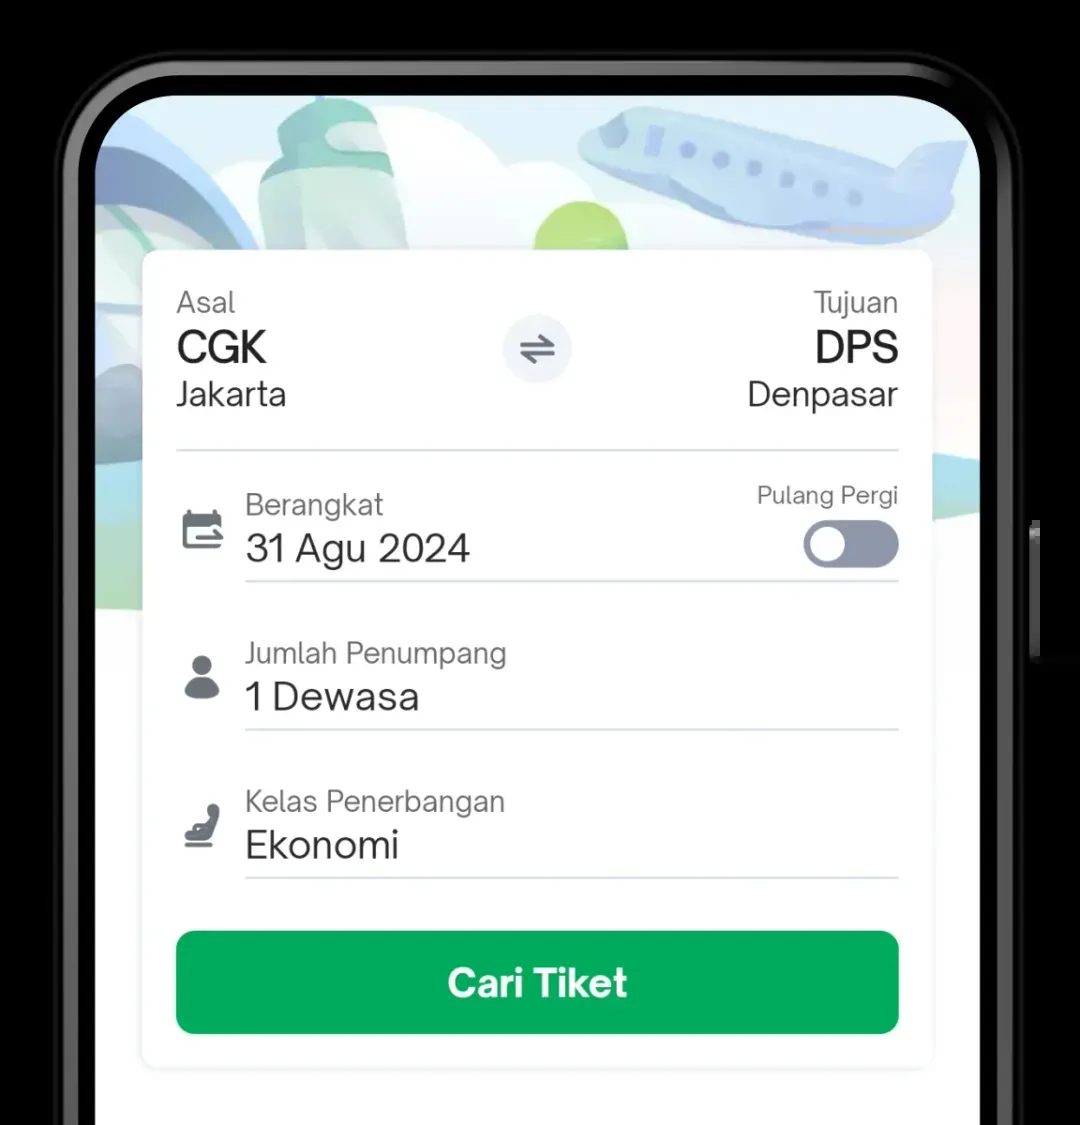 Asal
Tujuan
CGK
DPS
Jakarta
Denpasar
Berangkat
Pulang Pergi
31 Agu 2024
Jumlah Penumpang
1 Dewasa
Kelas Penerbangan
Ekonomi
Cari Tiket